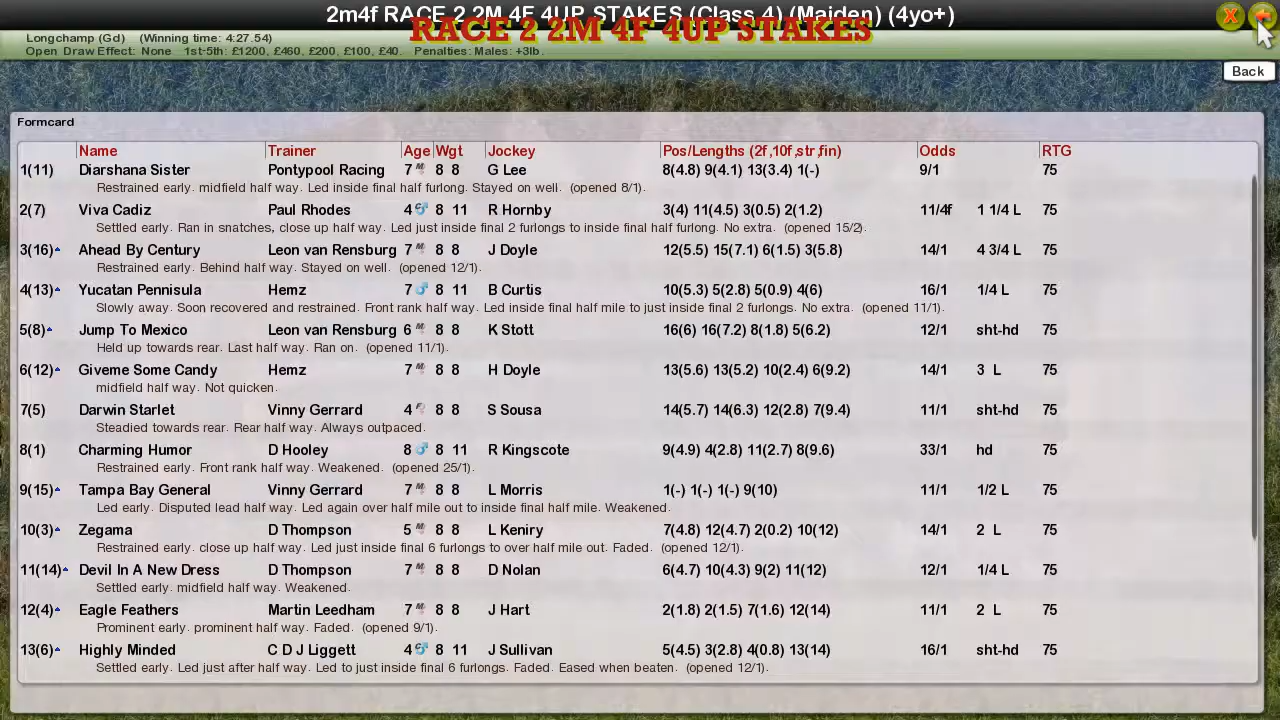 2m4f RACE 2 2M 4F 4UP STAKES (Class 4) (Maiden) (4yo+)
RACE 2 2M 4F 4UP STAKES
Longchamp (Gd) (Winning time: 4:27.54)
Open Draw Effect: None 1st-5th: £1200, £460, £200, £100, £40. Penalties: Males: +3lb.
X
Back
Formcard
Name Trainer Age Wgt Jockey Pos/Lengths (2f,10f,str,fin) Odds RTG
1(11) Diarshana Sister Pontypool Racing 7 M 8 8 G Lee 8(4.8) 9(4.1) 13(3.4) 1(-) 9/1 75
Restrained early. midfield half way. Led inside final half furlong. Stayed on well. (opened 8/1).
2(7) Viva Cadiz Paul Rhodes 4 8 11 R Hornby 3(4) 11(4.5) 3(0.5) 2(1.2) 11/4f 1 1/4 L 75
Settled early. Ran in snatches, close up half way. Led just inside final 2 furlongs to inside final half furlong. No extra. (opened 15/2).
3(16) Ahead By Century Leon van Rensburg 7 M 8 8 J Doyle 12(5.5) 15(7.1) 6(1.5) 3(5.8) 14/1 4 3/4 L 75
Restrained early. Behind half way. Stayed on well. (opened 12/1).
4(13) Yucatan Pennisula Hemz 7 8 11 B Curtis 10(5.3) 5(2.8) 5(0.9) 4(6) 16/1 1/4 L 75
Slowly away. Soon recovered and restrained. Front rank half way. Led inside final half mile to just inside final 2 furlongs. No extra. (opened 11/1).
5(8) Jump To Mexico Leon van Rensburg 6 M 8 8 K Stott 16(6) 16(7.2) 8(1.8) 5(6.2) 12/1 sht-hd 75
Held up towards rear. Last half way. Ran on. (opened 11/1).
6(12) Giveme Some Candy Hemz 7 M 8 8 H Doyle 13(5.6) 13(5.2) 10(2.4) 6(9.2) 14/1 3 L 75
midfield half way. Not quicken.
7(5) Darwin Starlet Vinny Gerrard 4 8 8 S Sousa 14(5.7) 14(6.3) 12(2.8) 7(9.4) 11/1 sht-hd 75
Steadied towards rear. Rear half way. Always outpaced.
8(1) Charming Humor D Hooley 8 8 11 R Kingscote 9(4.9) 4(2.8) 11(2.7) 8(9.6) 33/1 hd 75
Restrained early. Front rank half way. Weakened. (opened 25/1).
9(15) Tampa Bay General Vinny Gerrard 7 M 8 8 L Morris 1(-) 1(-) 1(-) 9(10) 11/1 1/2 L 75
Led early. Disputed lead half way. Led again over half mile out to inside final half mile. Weakened.
10(3) Zegama D Thompson 5 M 8 8 L Keniry 7(4.8) 12(4.7) 2(0.2) 10(12) 14/1 2 L 75
Restrained early. close up half way. Led just inside final 6 furlongs to over half mile out. Faded. (opened 12/1).
11(14) Devil In A New Dress D Thompson 7 M 8 8 D Nolan 6(4.7) 10(4.3) 9(2) 11(12) 12/1 1/4 L 75
Settled early. midfield half way. Weakened.
12(4) Eagle Feathers Martin Leedham 7 M 8 8 J Hart 2(1.8) 2(1.5) 7(1.6) 12(14) 11/1 2 L 75
Prominent early. prominent half way. Faded. (opened 9/1).
13(6) Highly Minded C D J Liggett 4 8 11 J Sullivan 5(4.5) 3(2.8) 4(0.8) 13(14) 16/1 sht-hd 75
Settled early. Led just after half way. Led to just inside final 6 furlongs. Faded. Eased when beaten. (opened 12/1).